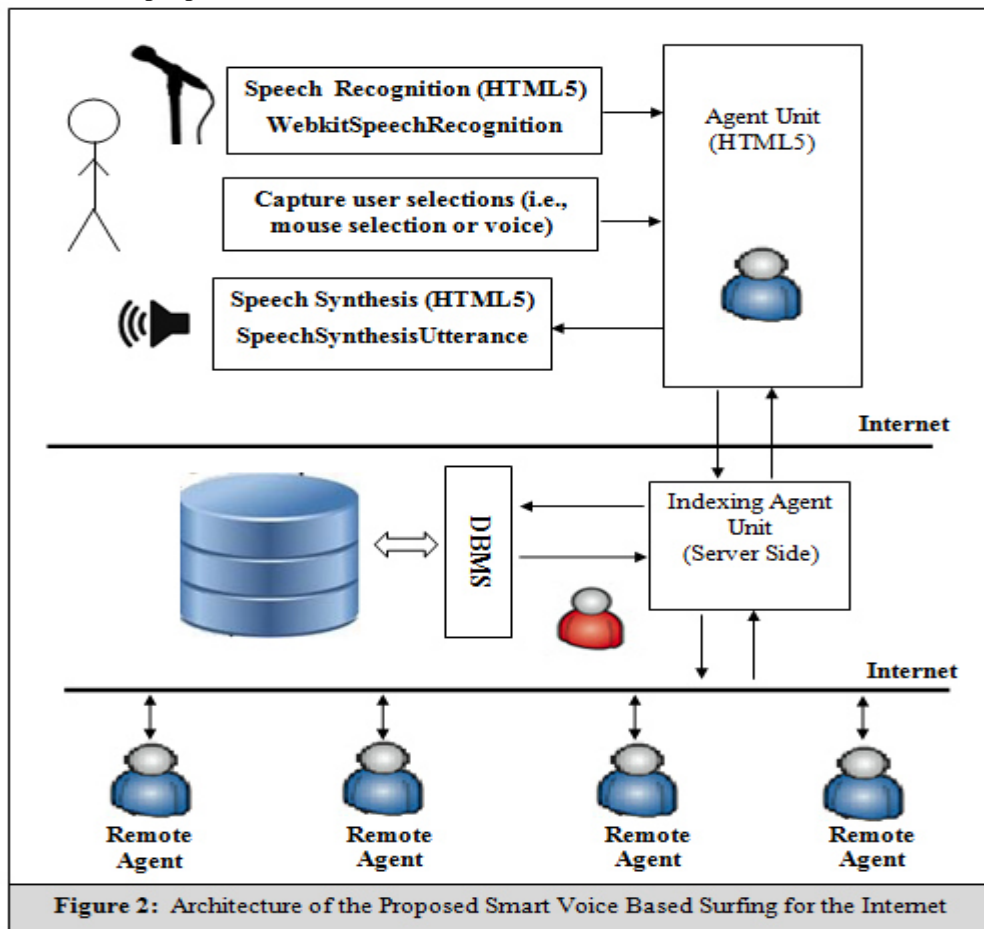 Speech Recognition (HTML5)
WebkitSpeechRecognition
Agent Unit
(HTML5)
Capture user selections (i.e.,
mouse selection or voice)
Speech Synthesis (HTML5)
SpeechSynthesisUtterance
Internet
DBMS
Indexing Agent
Unit
(Server Side)
Internet
Remote
Agent
Remote
Agent
Remote
Agent
Remote
Agent
Figure 2: Architecture of the Proposed Smart Voice Based Surfing for the Internet